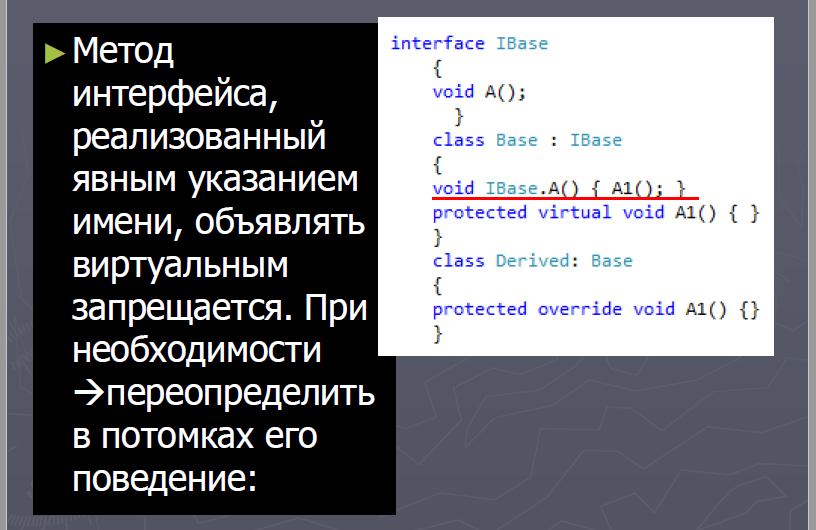 ► Метод
интерфейса,
реализованный
явным указанием
имени, объявлять
виртуальным
запрещается. При
необходимости
→переопределить
в потомках его
поведение:
interface IBase
{
void A();
}
class Base : IBase
{
void IBase.A() { A1(); }
protected virtual void A1() { }
}
class Derived: Base
{
protected override void A1() {}
}